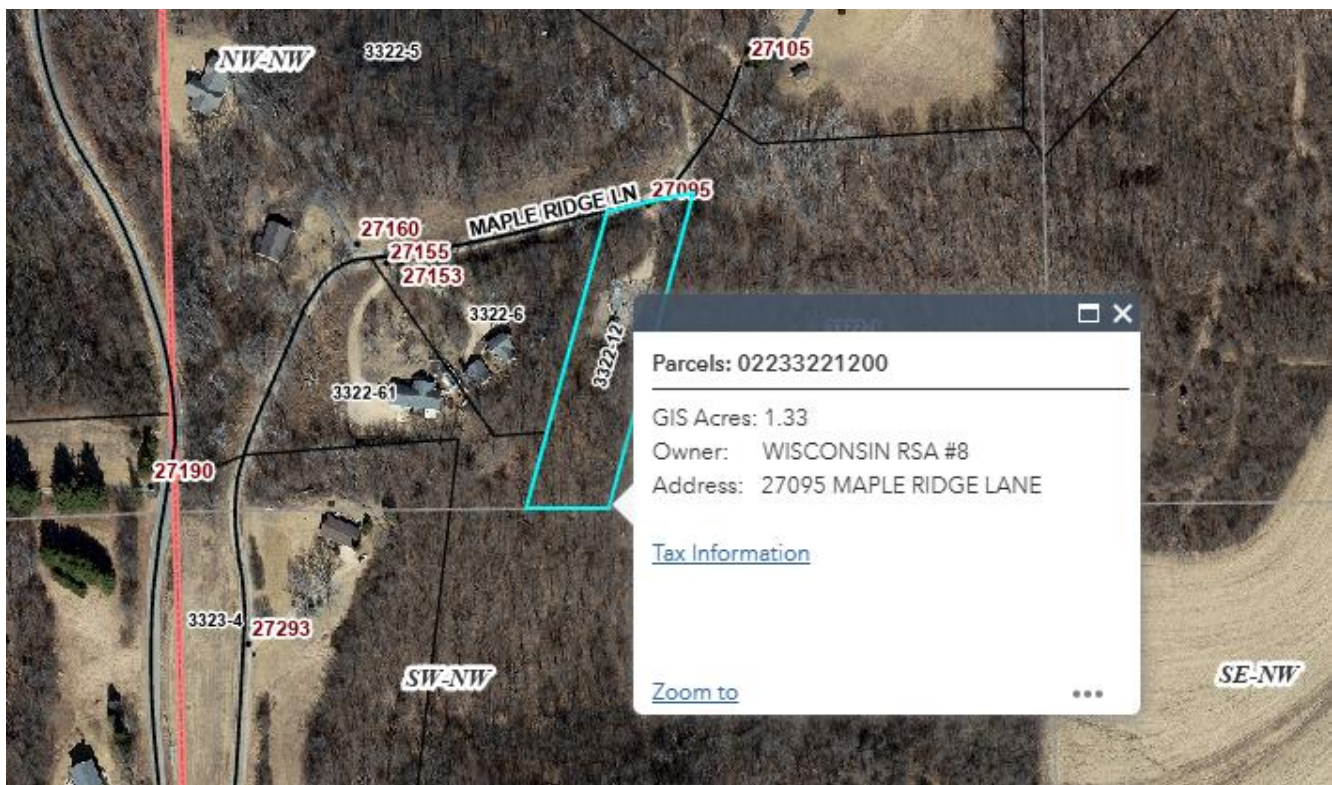 NW-NW
3322-5
27105
27095
MAPLE RIDGE LN
27160
27155
27153
3322-6
3322-12
3322-61
Parcels: 02233221200
GIS Acres: 1.33
Owner: WISCONSIN RSA #8
Address: 27095 MAPLE RIDGE LANE
27190
Tax Information
3323-4
27293
SW-NW
Zoom to
SE-NW